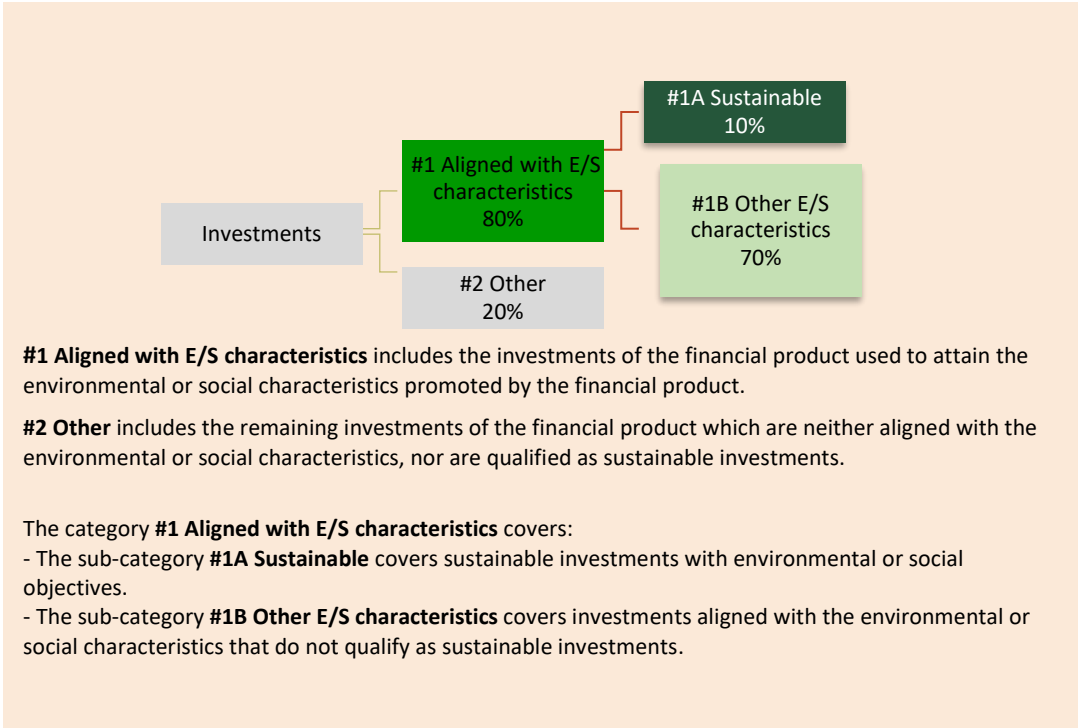 #1A Sustainable
10%
#1 Aligned with E/S
characteristics
80%
#1B Other E/S
characteristics
70%
Investments
#2 Other
20%
#1 Aligned with E/S characteristics includes the investments of the financial product used to attain the
environmental or social characteristics promoted by the financial product.
#2 Other includes the remaining investments of the financial product which are neither aligned with the
environmental or social characteristics, nor are qualified as sustainable investments.
The category #1 Aligned with E/S characteristics covers:
- The sub-category #1A Sustainable covers sustainable investments with environmental or social
objectives.
- The sub-category #1B Other E/S characteristics covers investments aligned with the environmental or
social characteristics that do not qualify as sustainable investments.